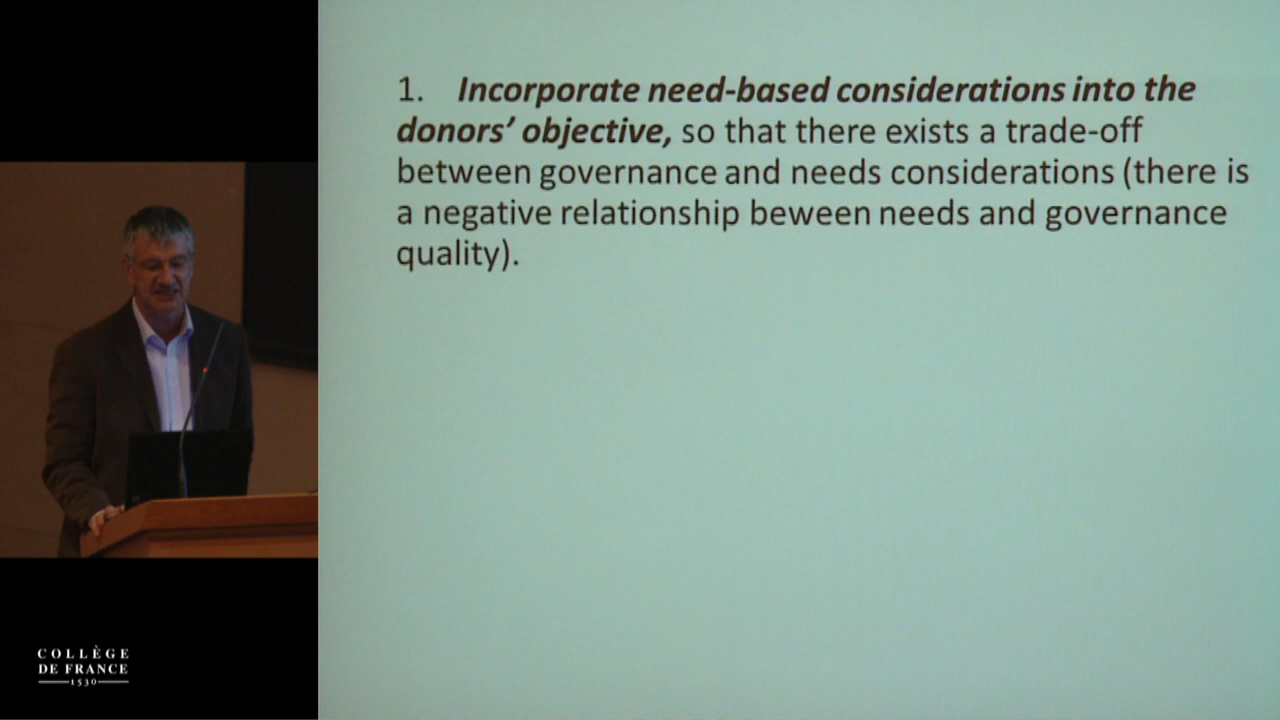 1. Incorporate need-based considerations into the
donors' objective, so that there exists a trade-off
between governance and needs considerations (there is
a negative relationship beween needs and governance
quality).
COLLÈGE
DE FRANCE
1530